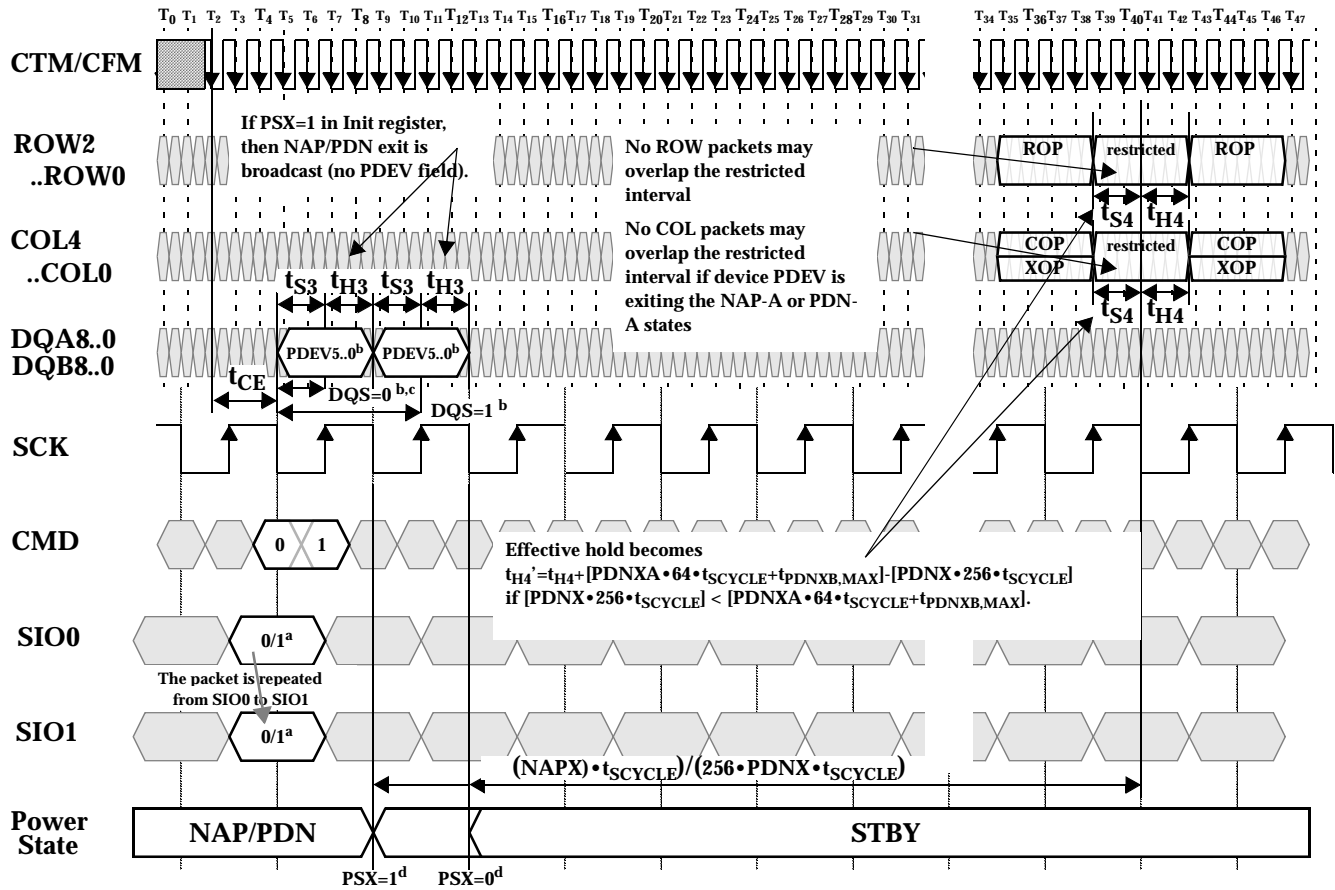 T0 T1 T2 T3 T4 T5 T6 T7 T8 T9 T10 T11 T12 T13 T14 T15 T16 T17 T18 T19 T20 T21 T22 T23 T24 T25 T26 T27 T28 T29 T30 T31 T34 T35 T36 T37 T38 T39 T40 T41 T42 T43 T44 T45 T46 T47
CTM/CFM
ROW2
..ROW0
If PSX=1 in Init register,
then NAP/PDN exit is
broadcast (no PDEV field).
No ROW packets may
overlap the restricted
interval
ROP restricted ROP
tS4 tH4
COL4
..COL0
No COL packets may
overlap the restricted
interval if device PDEV is
exiting the NAP-A or PDN-
A states
COP restricted COP
XOP XOP
tS4 tH4
tS3 tH3 tS3 tH3
DQA8..0
DQB8..0
PDEV5..0b PDEV5..0b
tCE
DQS=0 b,c
DQS=1 b
SCK
CMD
0 1
Effective hold becomes
tH4’=tH4+[PDNXA•64•tSCYCLE+tPDNXB,MAX]-[PDNX•256•tSCYCLE]
if [PDNX•256•tSCYCLE] < [PDNXA•64•tSCYCLE+tPDNXB,MAX].
SIO0
0/1a
The packet is repeated
from SIO0 to SIO1
SIO1
0/1a
(NAPX)•tSCYCLE)/(256•PDNX•tSCYCLE)
Power
State
NAP/PDN STBY
PSX=1d PSX=0d